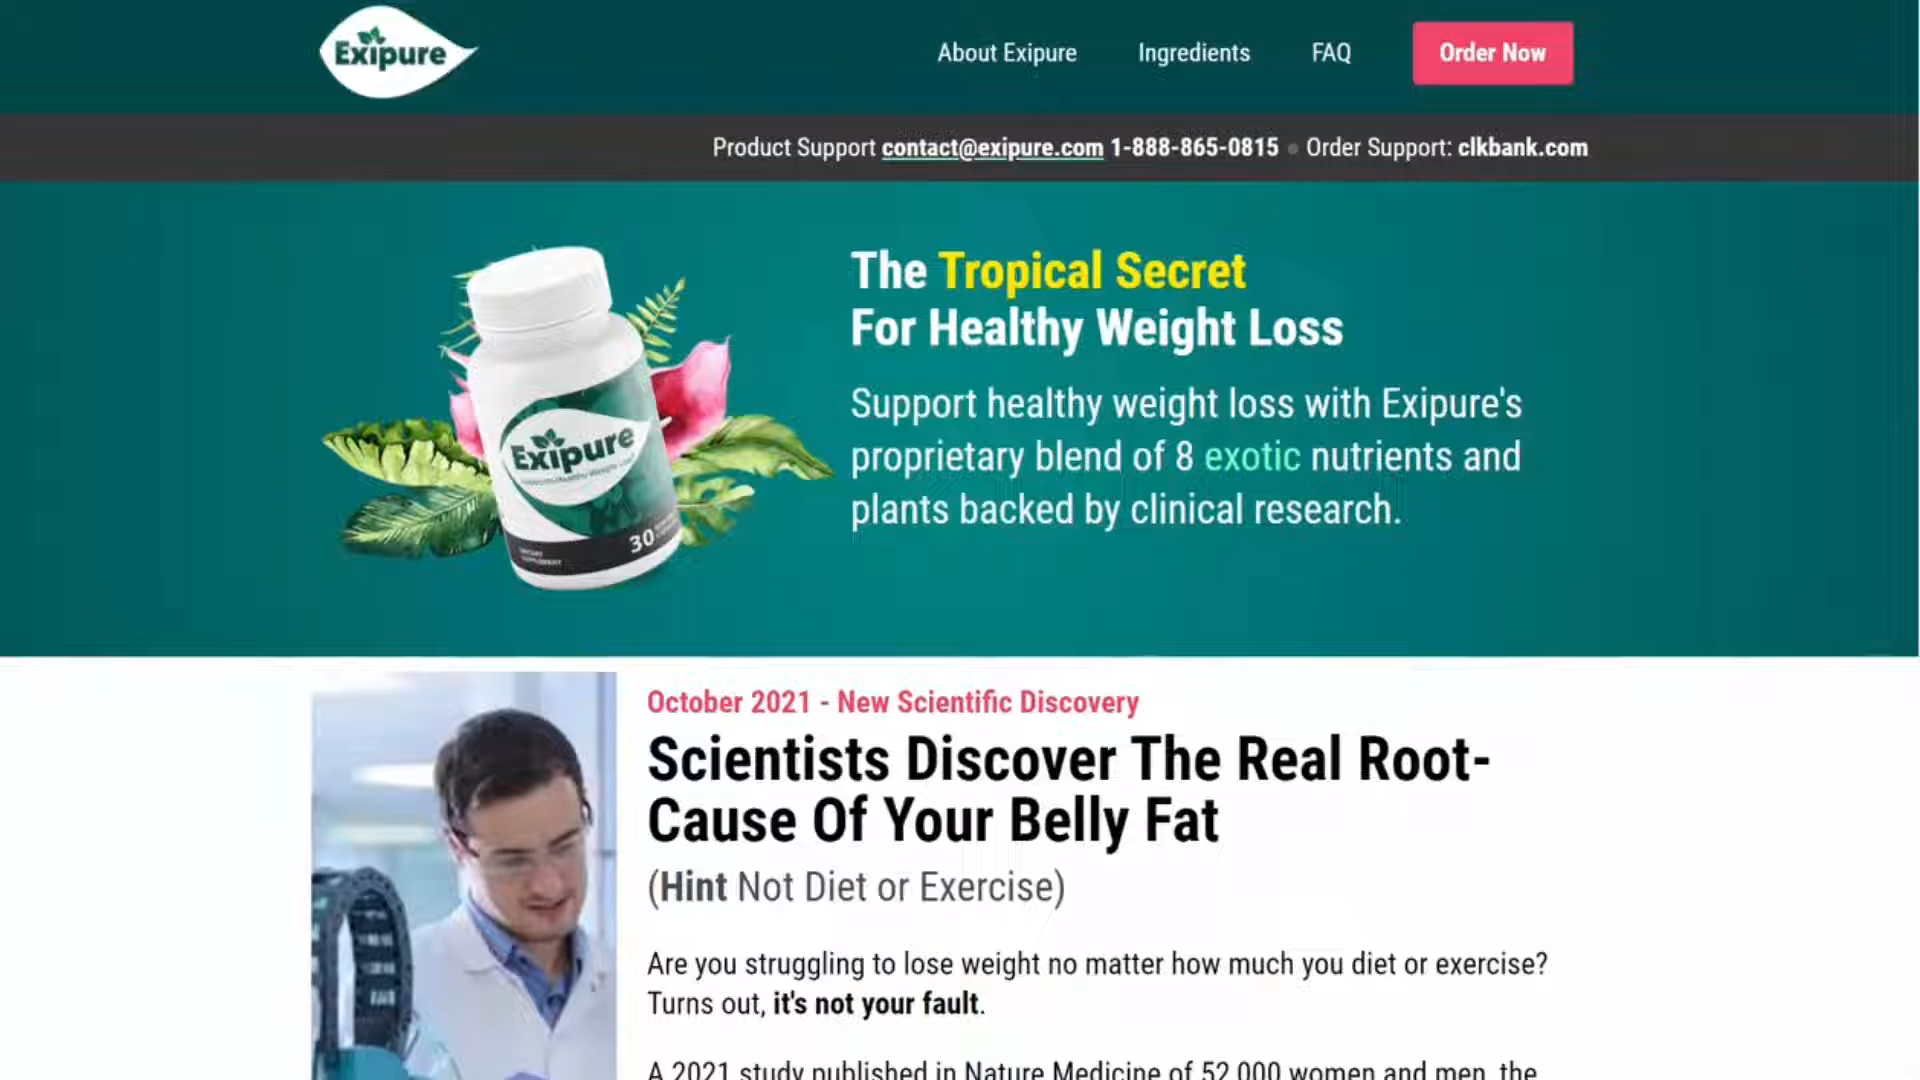 Exipure
About Exipure
Ingredients
FAQ
Order Now
Product Support contact@exipure.com 1-888-865-0815 • Order Support: clkbank.com
The Tropical Secret
For Healthy Weight Loss
Support healthy weight loss with Exipure's
proprietary blend of 8 exotic nutrients and
plants backed by clinical research.
Exipure
30
October 2021 - New Scientific Discovery
Scientists Discover The Real Root-
Cause Of Your Belly Fat
(Hint Not Diet or Exercise)
Are you struggling to lose weight no matter how much you diet or exercise?
Turns out, it's not your fault.
A 2021 study published in Nature Medicine of 52,000 women and men, the